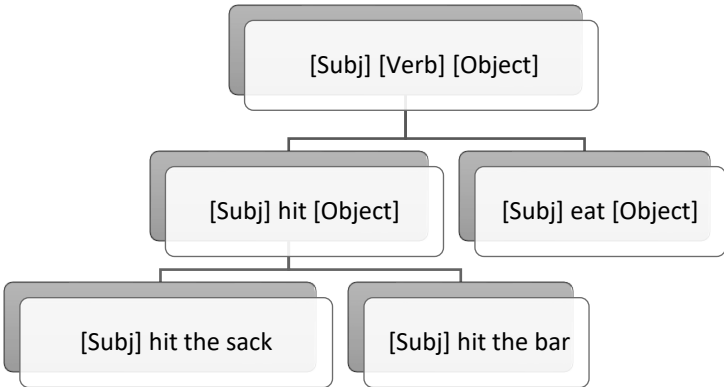 [Subj] [Verb] [Object]
[Subj] hit [Object]
[Subj] eat [Object]
[Subj] hit the sack
[Subj] hit the bar